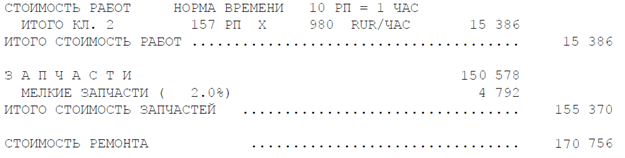 СТОИМОСТЬ РАБОТ НОРМА ВРЕМЕНИ 10 РП = 1 ЧАС
ИТОГО КЛ. 2 157 РП X 980 RUR/ЧАС 15 386
ИТОГО СТОИМОСТЬ РАБОТ ...................................... 15 386
З А П Ч А С Т И 150 578
МЕЛКИЕ ЗАПЧАСТИ ( 2.0%) 4 792
ИТОГО СТОИМОСТЬ ЗАПЧАСТЕЙ ................................ 155 370
СТОИМОСТЬ РЕМОНТА ............................... 170 756